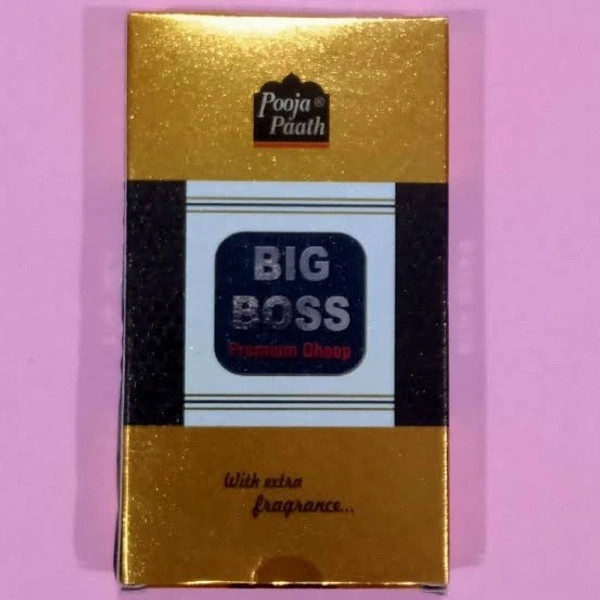 Pooja®
Paath
BIG
BOSS
Premium Dhoop
With extra
fragrance...